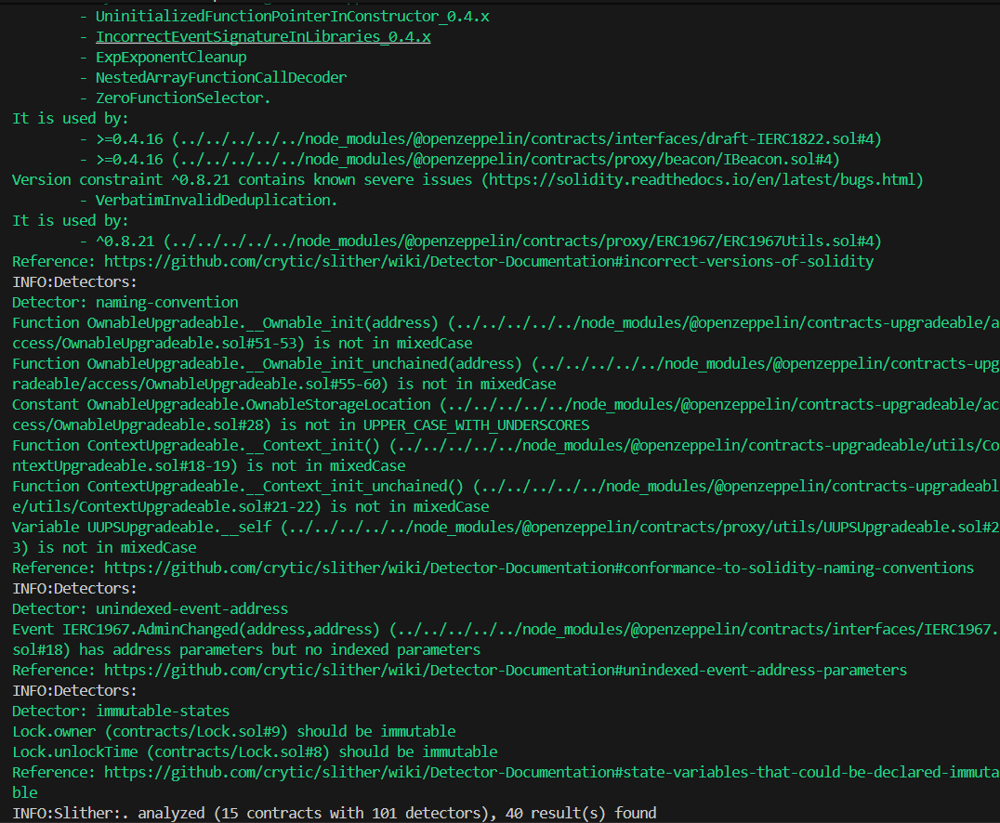 - UninitializedFunctionPointerInConstructor_0.4.x
- IncorrectEventSignatureInLibraries_0.4.x
- ExpExponentCleanup
- NestedArrayFunctionCallDecoder
- ZeroFunctionSelector.
It is used by:
- >=0.4.16 (../../../../../node_modules/@openzeppelin/contracts/interfaces/draft-IERC1822.sol#4)
- >=0.4.16 (../../../../../node_modules/@openzeppelin/contracts/proxy/beacon/IBeacon.sol#4)
Version constraint ^0.8.21 contains known severe issues (https://solidity.readthedocs.io/en/latest/bugs.html)
- VerbatimInvalidDeduplication.
It is used by:
- ^0.8.21 (../../../../../node_modules/@openzeppelin/contracts/proxy/ERC1967/ERC1967Utils.sol#4)
Reference: https://github.com/crytic/slither/wiki/Detector-Documentation#incorrect-versions-of-solidity
INFO:Detectors:
Detector: naming-convention
Function OwnableUpgradeable.__Ownable_init(address) (../../../../../node_modules/@openzeppelin/contracts-upgradeable/a
ccess/OwnableUpgradeable.sol#51-53) is not in mixedCase
Function OwnableUpgradeable.__Ownable_init_unchained(address) (../../../../../node_modules/@openzeppelin/contracts-upg
radeable/access/OwnableUpgradeable.sol#55-60) is not in mixedCase
Constant OwnableUpgradeable.OwnableStorageLocation (../../../../../node_modules/@openzeppelin/contracts-upgradeable/ac
cess/OwnableUpgradeable.sol#28) is not in UPPER_CASE_WITH_UNDERSCORES
Function ContextUpgradeable.__Context_init() (../../../../../node_modules/@openzeppelin/contracts-upgradeable/utils/Co
ntextUpgradeable.sol#18-19) is not in mixedCase
Function ContextUpgradeable.__Context_init_unchained() (../../../../../node_modules/@openzeppelin/contracts-upgradeabl
e/utils/ContextUpgradeable.sol#21-22) is not in mixedCase
Variable UUPSUpgradeable.__self (../../../../../node_modules/@openzeppelin/contracts/proxy/utils/UUPSUpgradeable.sol#2
3) is not in mixedCase
Reference: https://github.com/crytic/slither/wiki/Detector-Documentation#conformance-to-solidity-naming-conventions
INFO:Detectors:
Detector: unindexed-event-address
Event IERC1967.AdminChanged(address,address) (../../../../../node_modules/@openzeppelin/contracts/interfaces/IERC1967.
sol#18) has address parameters but no indexed parameters
Reference: https://github.com/crytic/slither/wiki/Detector-Documentation#unindexed-event-address-parameters
INFO:Detectors:
Detector: immutable-states
Lock.owner (contracts/Lock.sol#9) should be immutable
Lock.unlockTime (contracts/Lock.sol#8) should be immutable
Reference: https://github.com/crytic/slither/wiki/Detector-Documentation#state-variables-that-could-be-declared-immuta
ble
INFO:Slither:. analyzed (15 contracts with 101 detectors), 40 result(s) found